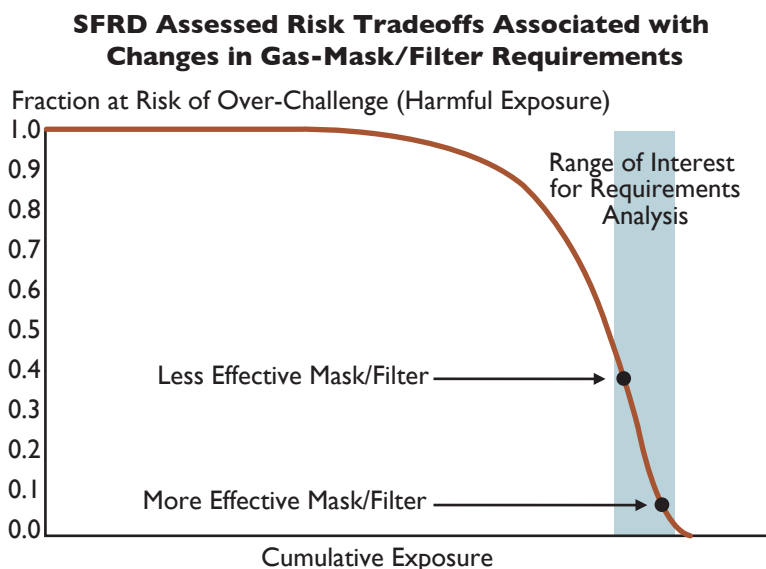 SFRD Assessed Risk Tradeoffs Associated with
Changes in Gas-Mask/Filter Requirements
Fraction at Risk of Over-Challenge (Harmful Exposure)
1.0
0.9
0.8
0.7
0.6
0.5
0.4
0.3
0.2
0.1
0.0
Range of Interest
for Requirements
Analysis
Less Effective Mask/Filter
More Effective Mask/Filter
Cumulative Exposure